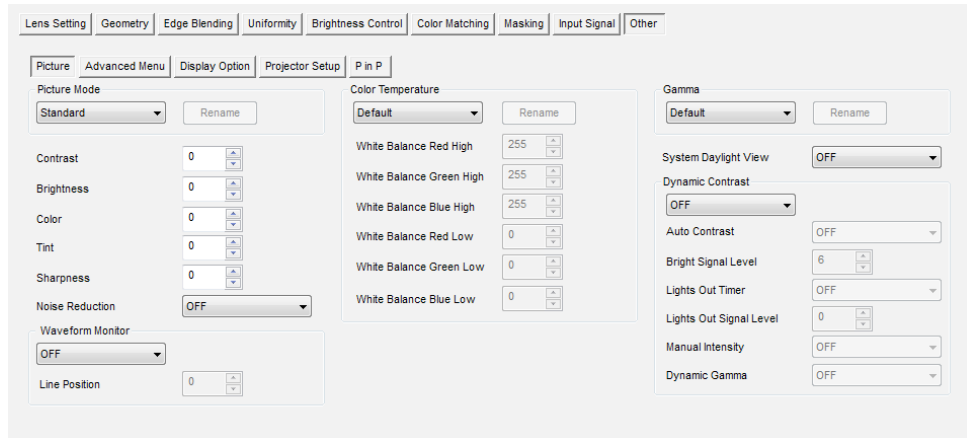 Lens Setting Geometry Edge Blending Uniformity Brightness Control Color Matching Masking Input Signal Other
Picture Advanced Menu Display Option Projector Setup P in P
Picture Mode
Standard Rename
Contrast 0
Brightness 0
Color 0
Tint 0
Sharpness 0
Noise Reduction OFF
Waveform Monitor
OFF
Line Position 0
Color Temperature
Default Rename
White Balance Red High 255
White Balance Green High 255
White Balance Blue High 255
White Balance Red Low 0
White Balance Green Low 0
White Balance Blue Low 0
Gamma
Default Rename
System Daylight View OFF
Dynamic Contrast
OFF
Auto Contrast OFF
Bright Signal Level 6
Lights Out Timer OFF
Lights Out Signal Level 0
Manual Intensity OFF
Dynamic Gamma OFF